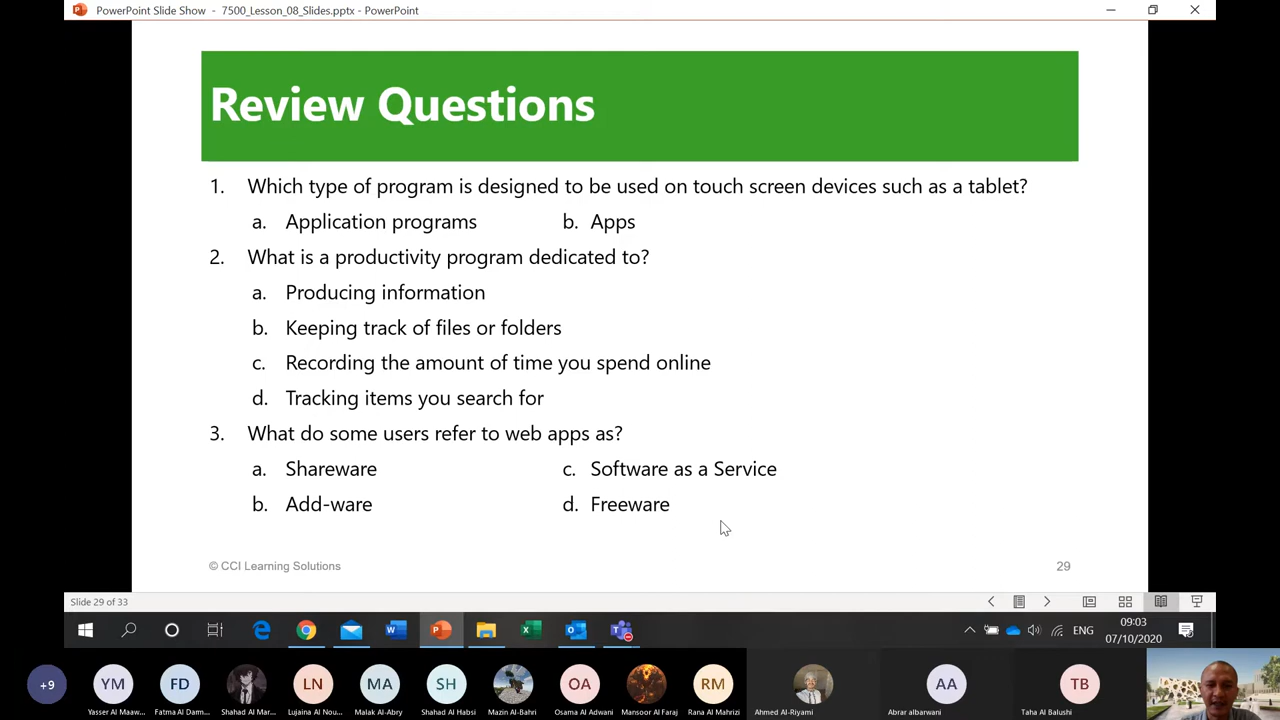 PowerPoint Slide Show - 7500_Lesson_08_Slides.pptx - PowerPoint
Review Questions
1. Which type of program is designed to be used on touch screen devices such as a tablet?
a. Application programs b. Apps
2. What is a productivity program dedicated to?
a. Producing information
b. Keeping track of files or folders
c. Recording the amount of time you spend online
d. Tracking items you search for
3. What do some users refer to web apps as?
a. Shareware c. Software as a Service
b. Add-ware d. Freeware
© CCI Learning Solutions 29
Slide 29 of 33
ENG 09:03
07/10/2020
+9 YM FD LN MA SH OA RM AA TB
Yasser Al Maaw... Fatma Al Darm... Shahad Al Mar... Lujaina Al Nou... Malak Al-Abry Shahad Al Habsi Mazin Al-Bahri Osama Al Adwani Mansoor Al Faraj Rana Al Mahrizi Ahmed Al-Riyami Abrar albarwani Taha Al Balushi